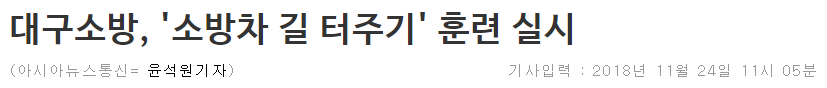 대구소방, '소방차 길 터주기' 훈련 실시
(아시아뉴스통신= 윤석원기자) 기사입력 : 2018년 11월 24일 11시 05분